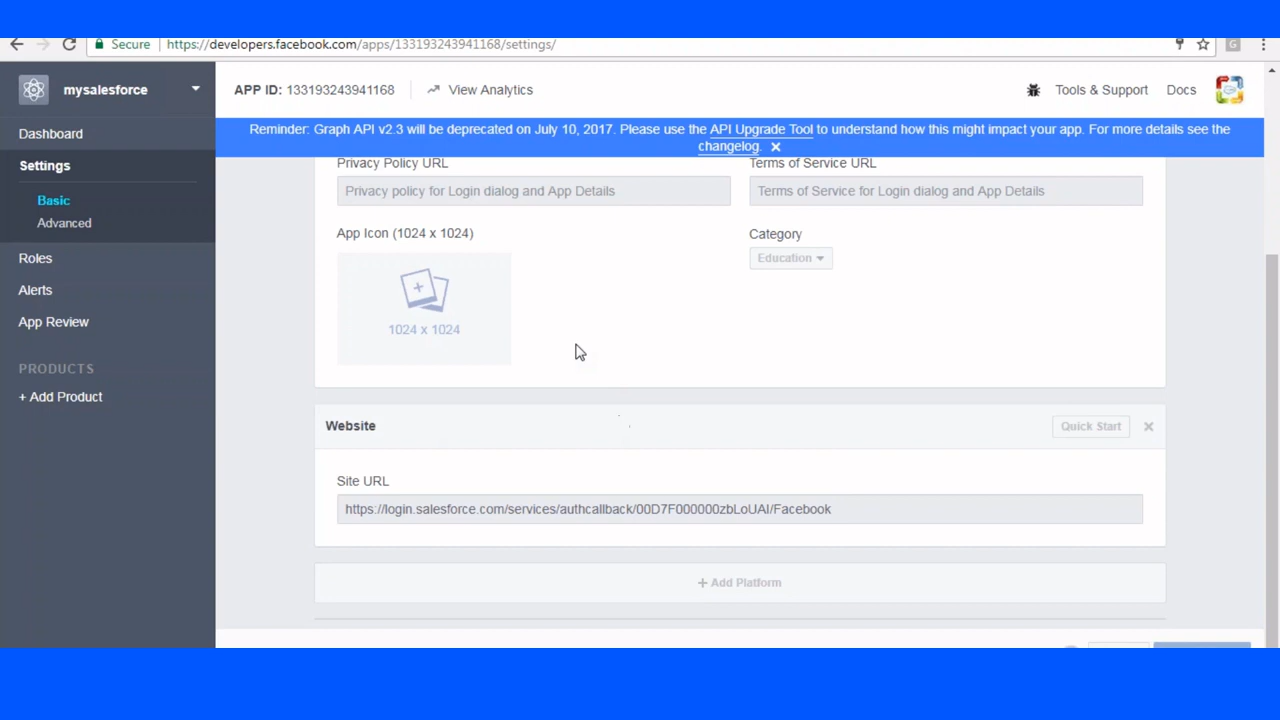 Secure https://developers.facebook.com/apps/133193243941168/settings/
G
mysalesforce
APP ID: 133193243941168
View Analytics
Tools & Support
Docs
Dashboard
Settings
Basic
Advanced
Roles
Alerts
App Review
PRODUCTS
+ Add Product
Reminder: Graph API v2.3 will be deprecated on July 10, 2017. Please use the API Upgrade Tool to understand how this might impact your app. For more details see the
changelog.
Privacy Policy URL
Terms of Service URL
Privacy policy for Login dialog and App Details
Terms of Service for Login dialog and App Details
App Icon (1024 x 1024)
Category
Education
1024 x 1024
Website
Quick Start
Site URL
https://login.salesforce.com/services/authcallback/00D7F000000zbLoUAI/Facebook
+ Add Platform